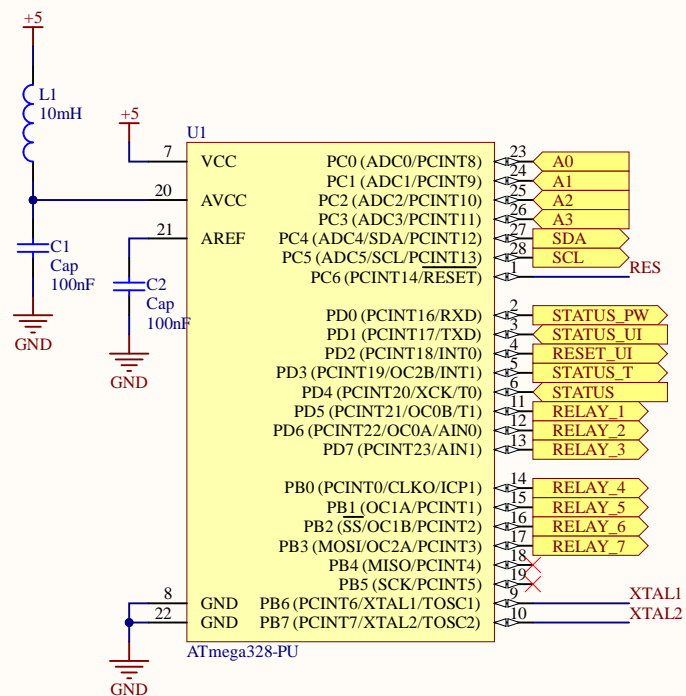 +5
L1
10mH
+5
C1
Cap
100nF
GND
C2
Cap
100nF
GND
U1
7 VCC
20 AVCC
21 AREF
8 GND
22 GND
GND
PC0 (ADC0/PCINT8) 23 A0
PC1 (ADC1/PCINT9) 24 A1
PC2 (ADC2/PCINT10) 25 A2
PC3 (ADC3/PCINT11) 26 A3
PC4 (ADC4/SDA/PCINT12) 27 SDA
PC5 (ADC5/SCL/PCINT13) 28 SCL
PC6 (PCINT14/RESET) 1 RES
PD0 (PCINT16/RXD) 2 STATUS_PW
PD1 (PCINT17/TXD) 3 STATUS_UI
PD2 (PCINT18/INT0) 4 RESET_UI
PD3 (PCINT19/OC2B/INT1) 5 STATUS_T
PD4 (PCINT20/XCK/T0) 6 STATUS
PD5 (PCINT21/OC0B/T1) 11 RELAY_1
PD6 (PCINT22/OC0A/AIN0) 12 RELAY_2
PD7 (PCINT23/AIN1) 13 RELAY_3
PB0 (PCINT0/CLKO/ICP1) 14 RELAY_4
PB1 (OC1A/PCINT1) 15 RELAY_5
PB2 (SS/OC1B/PCINT2) 16 RELAY_6
PB3 (MOSI/OC2A/PCINT3) 17 RELAY_7
PB4 (MISO/PCINT4) 18
PB5 (SCK/PCINT5) 19
PB6 (PCINT6/XTAL1/TOSC1) 9 XTAL1
PB7 (PCINT7/XTAL2/TOSC2) 10 XTAL2
ATmega328-PU